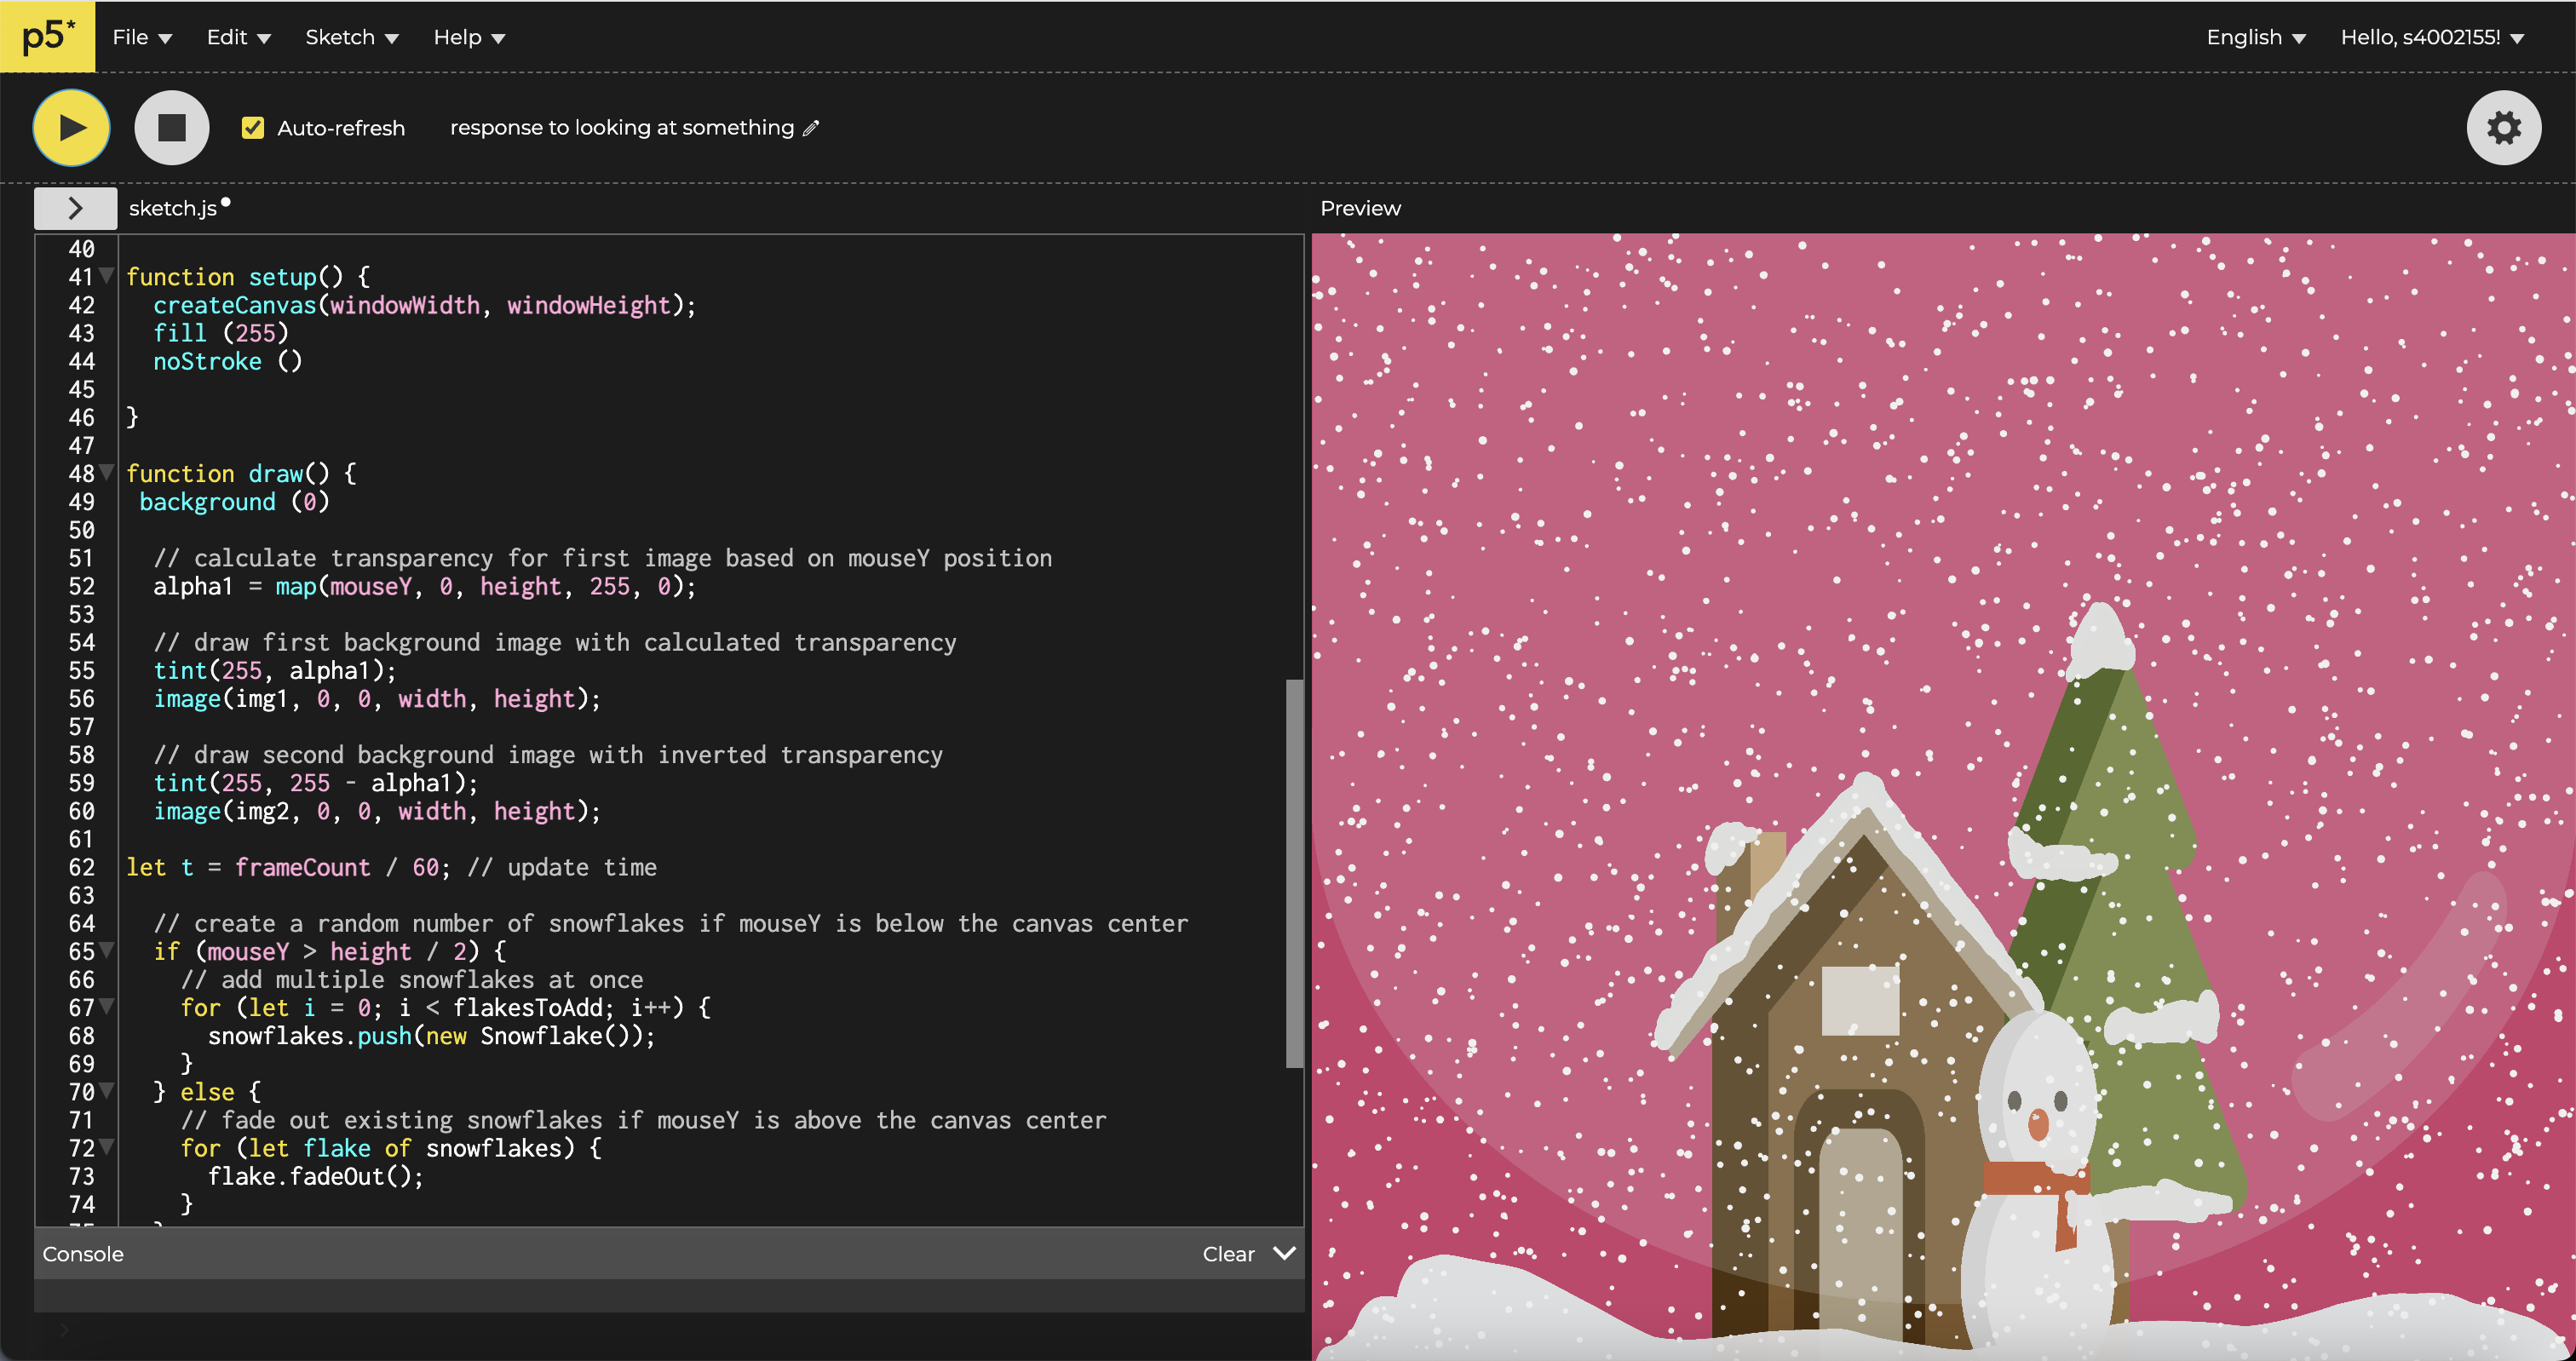 p5* File Edit Sketch Help English Hello, s4002155!
Auto-refresh response to looking at something
sketch.js
Preview
40
41 function setup() {
42 createCanvas(windowWidth, windowHeight);
43 fill (255)
44 noStroke ()
45
46 }
47
48 function draw() {
49 background (0)
50
51 // calculate transparency for first image based on mouseY position
52 alpha1 = map(mouseY, 0, height, 255, 0);
53
54 // draw first background image with calculated transparency
55 tint(255, alpha1);
56 image(img1, 0, 0, width, height);
57
58 // draw second background image with inverted transparency
59 tint(255, 255 - alpha1);
60 image(img2, 0, 0, width, height);
61
62 let t = frameCount / 60; // update time
63
64 // create a random number of snowflakes if mouseY is below the canvas center
65 if (mouseY > height / 2) {
66 // add multiple snowflakes at once
67 for (let i = 0; i < flakesToAdd; i++) {
68 snowflakes.push(new Snowflake());
69 }
70 } else {
71 // fade out existing snowflakes if mouseY is above the canvas center
72 for (let flake of snowflakes) {
73 flake.fadeOut();
74 }
Console Clear